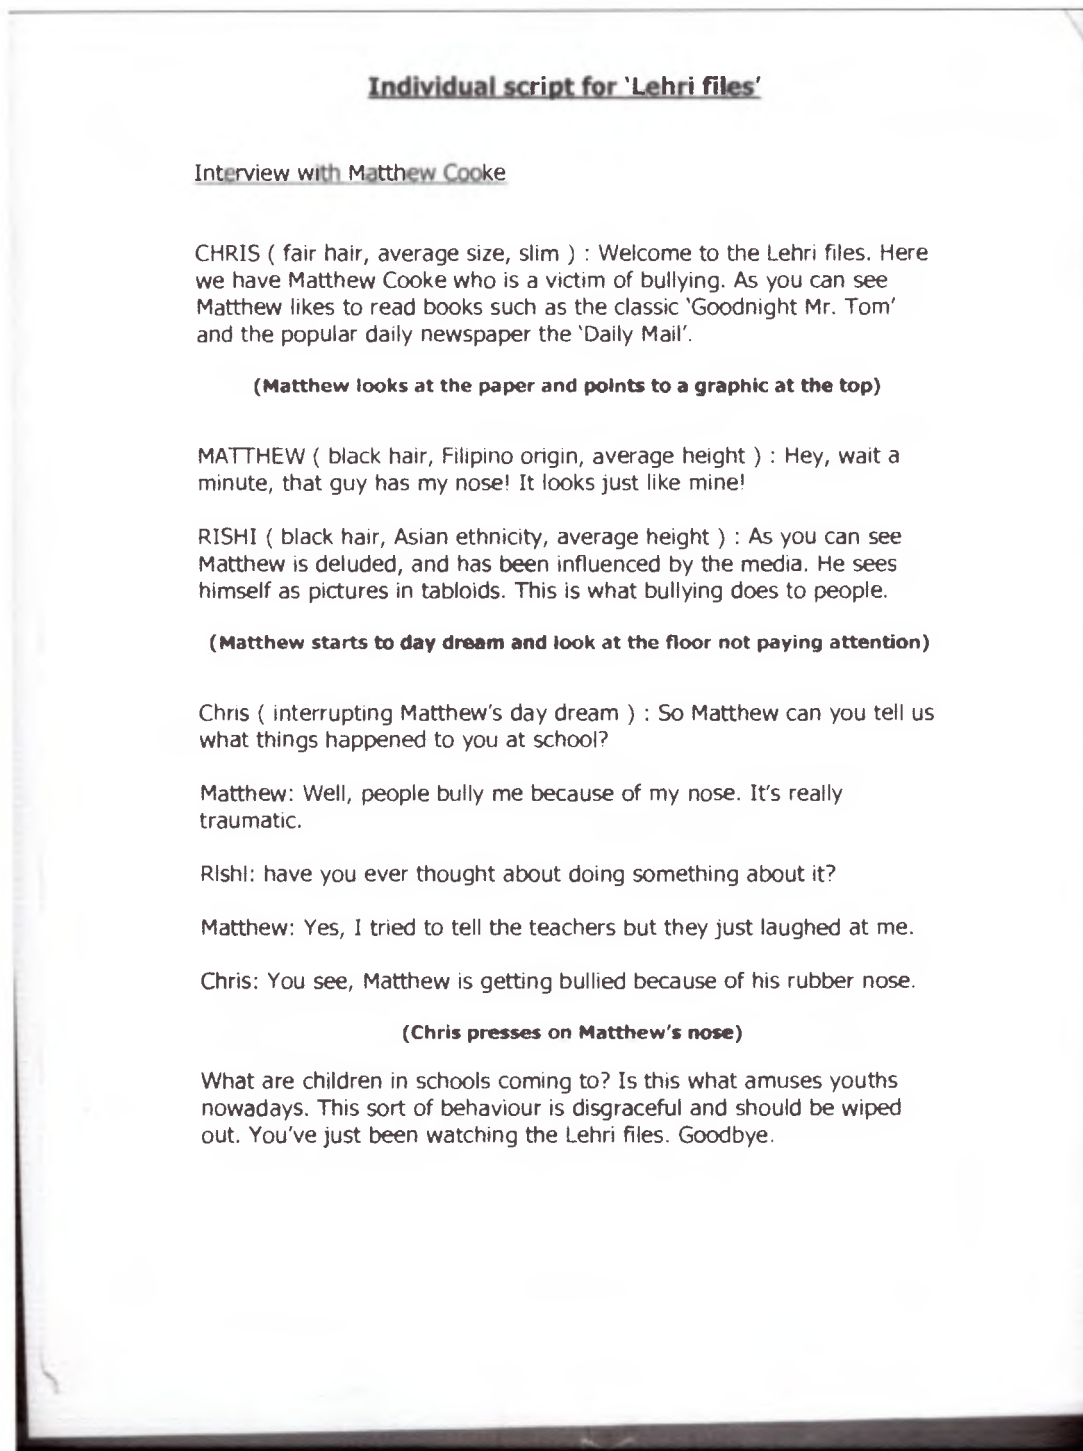 Individual script for 'Lehri files'
Interview with Matthew Cooke
CHRIS ( fair hair, average size, slim ) : Welcome to the Lehri files. Here
we have Matthew Cooke who is a victim of bullying. As you can see
Matthew likes to read books such as the classic 'Goodnight Mr. Tom'
and the popular daily newspaper the 'Daily Mail'.
(Matthew looks at the paper and points to a graphic at the top)
MATTHEW ( black hair, Filipino origin, average height ) : Hey, wait a
minute, that guy has my nose! It looks just like mine!
RISHI ( black hair, Asian ethnicity, average height ) : As you can see
Matthew is deluded, and has been influenced by the media. He sees
himself as pictures in tabloids. This is what bullying does to people.
(Matthew starts to day dream and look at the floor not paying attention)
Chris ( interrupting Matthew's day dream ) : So Matthew can you tell us
what things happened to you at school?
Matthew: Well, people bully me because of my nose. It's really
traumatic.
Rishi: have you ever thought about doing something about it?
Matthew: Yes, I tried to tell the teachers but they just laughed at me.
Chris: You see, Matthew is getting bullied because of his rubber nose.
(Chris presses on Matthew's nose)
What are children in schools coming to? Is this what amuses youths
nowadays. This sort of behaviour is disgraceful and should be wiped
out. You've just been watching the Lehri files. Goodbye.